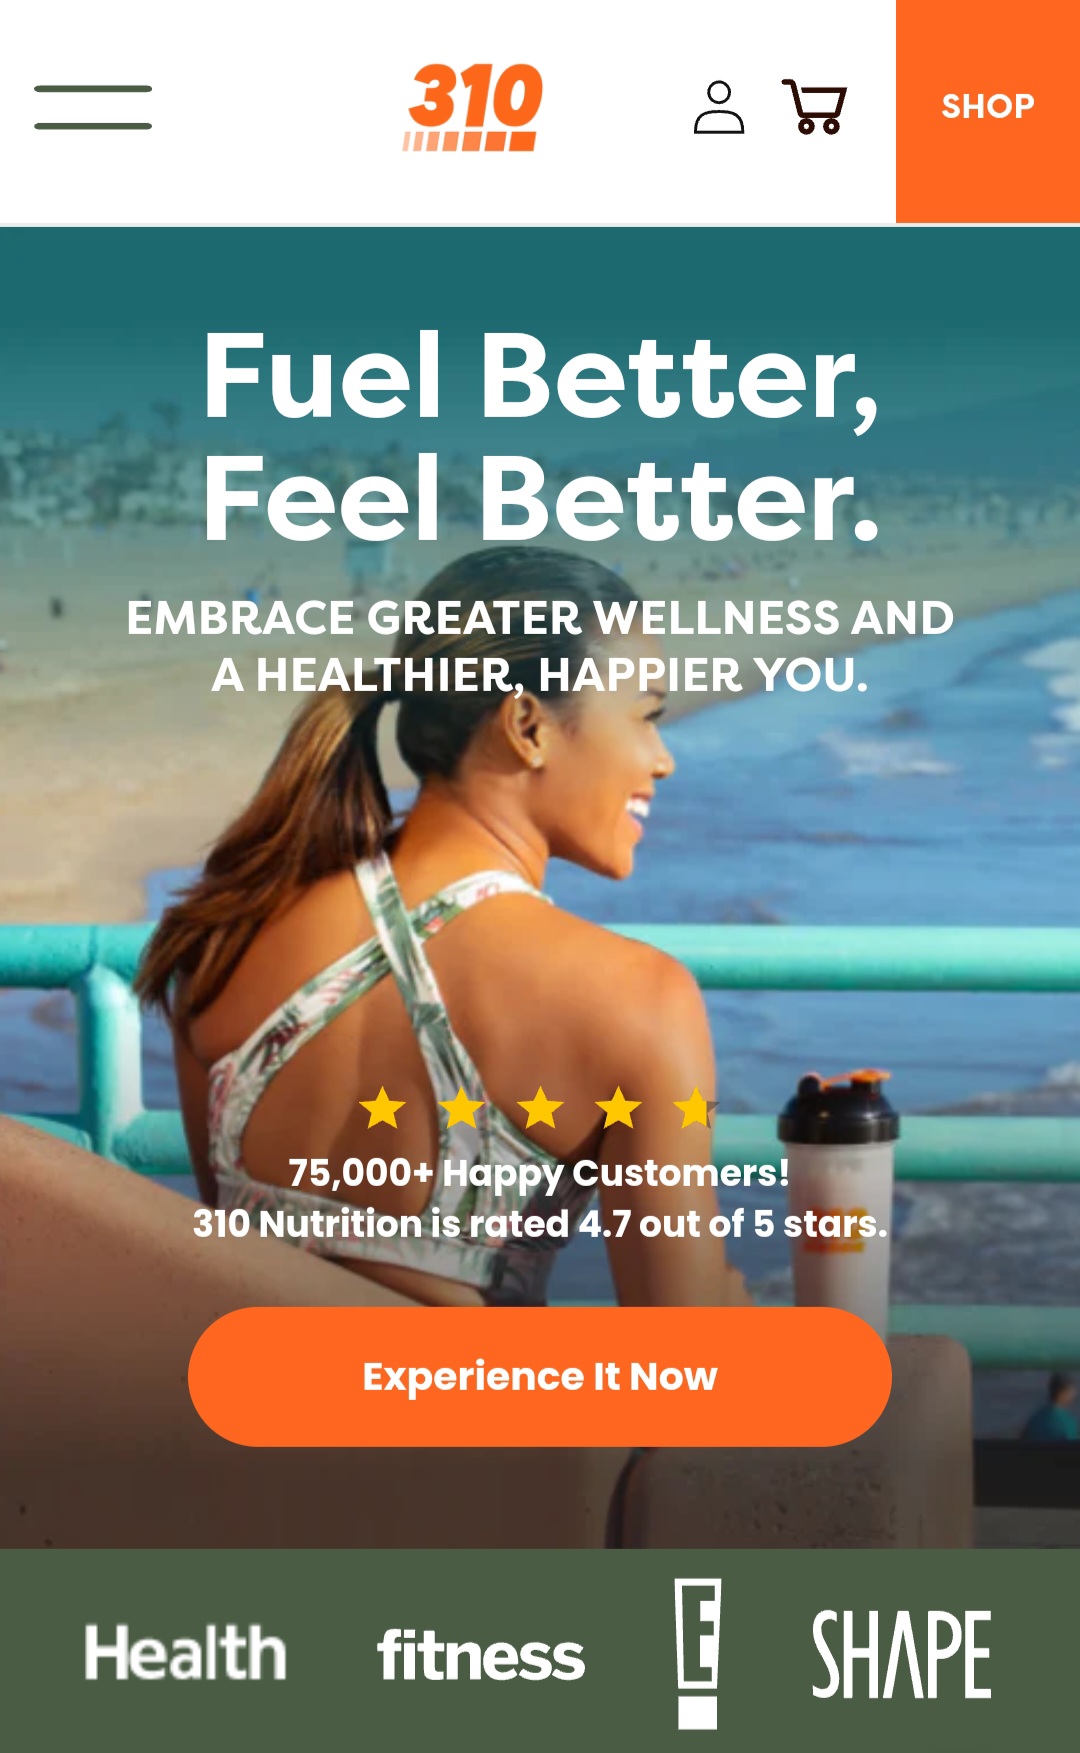 310
SHOP
Fuel Better,
Feel Better.
EMBRACE GREATER WELLNESS AND
A HEALTHIER, HAPPIER YOU.
75,000+ Happy Customers!
310 Nutrition is rated 4.7 out of 5 stars.
Experience It Now
Health
fitness
E!
SHAPE